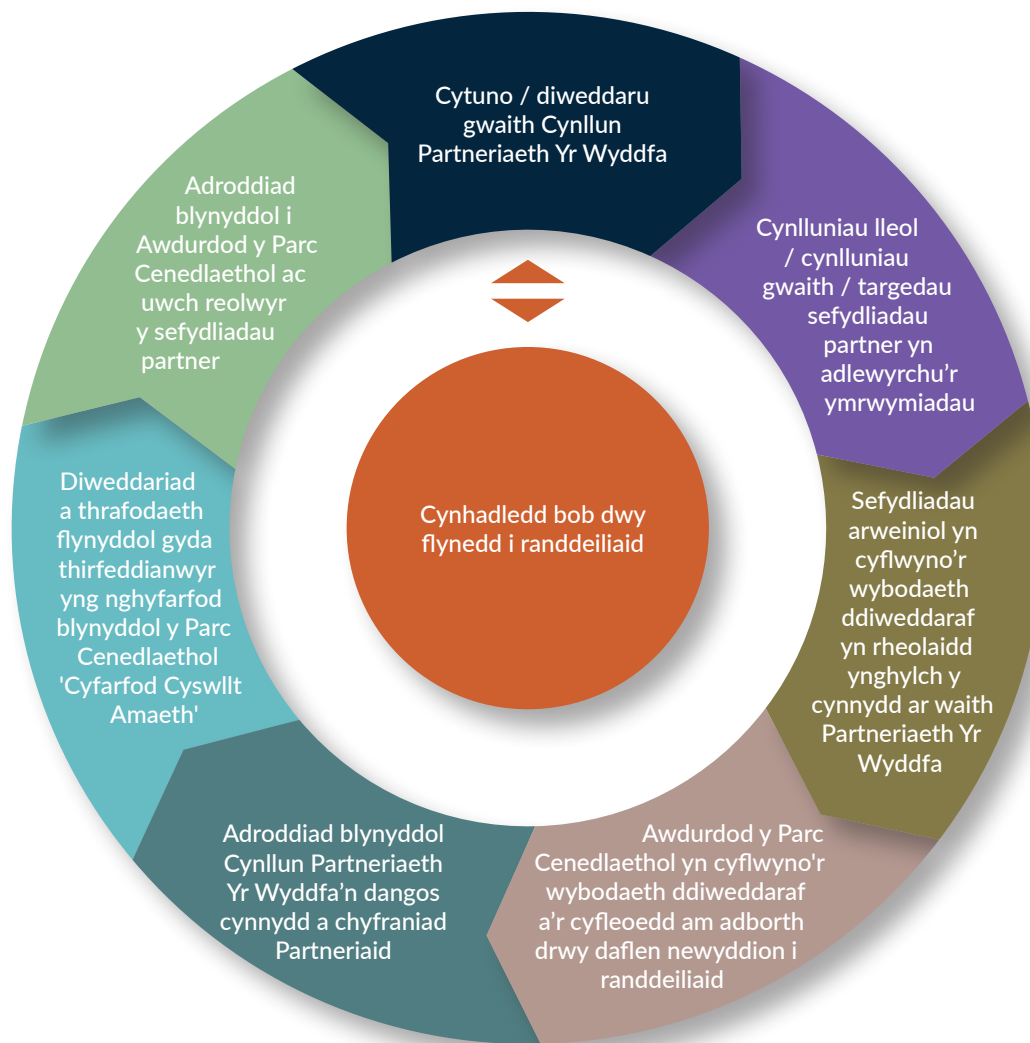 Cytuno / diweddaru
gwaith Cynllun
Partneriaeth Yr Wyddfa
Cynlluniau lleol
/ cynlluniau
gwaith / targedau
sefydliadau
partner yn
adlewyrchu’r
ymrwymiadau
Sefydliadau
arweiniol yn
cyflwyno’r
wybodaeth
ddiweddaraf
yn rheolaidd
ynghylch y
cynnydd ar waith
Partneriaeth Yr
Wyddfa
Awdurdod y Parc
Cenedlaethol yn cyflwyno'r
wybodaeth ddiweddaraf
a'r cyfleoedd am adborth
drwy daflen newyddion i
randdeiliaid
Adroddiad blynyddol
Cynllun Partneriaeth
Yr Wyddfa’n dangos
cynnydd a chyfraniad
Partneriaid
Diweddariad
a thrafodaeth
flynyddol gyda
thirfeddianwyr
yng nghyfarfod
blynyddol y Parc
Cenedlaethol
'Cyfarfod Cyswllt
Amaeth'
Adroddiad
blynyddol i
Awdurdod y Parc
Cenedlaethol ac
uwch reolwyr
y sefydliadau
partner
Cynhadledd bob dwy
flynedd i randdeiliaid